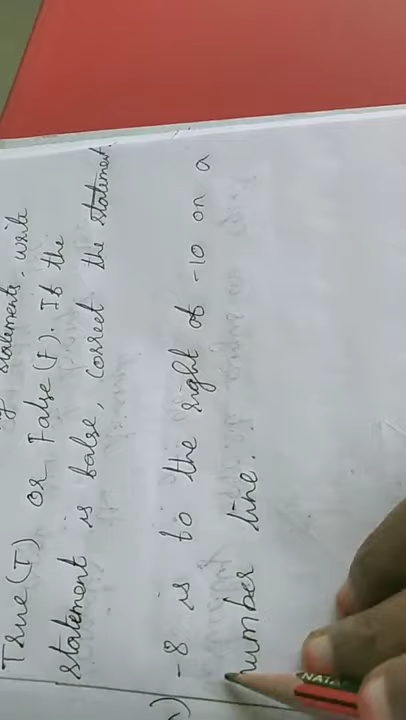 statements, write
True(T) or False(F). If the
statement is false, correct the statement.
a) -8 is to the right of -10 on a
number line.
NATA